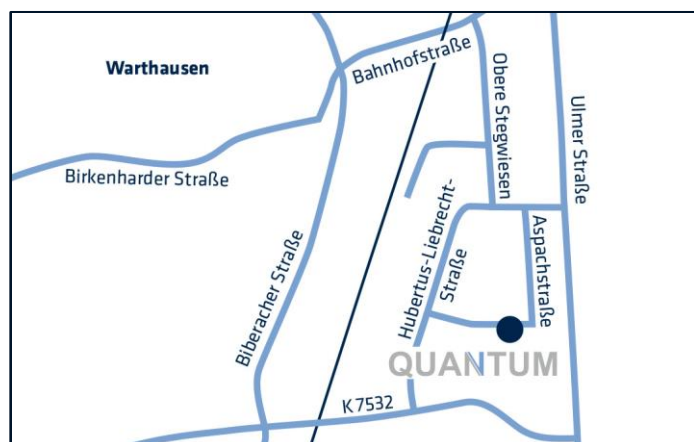 Warthausen
Bahnhofstraße
Obere Stegwiesen
Ulmer Straße
Birkenharder Straße
Hubertus-Liebrecht-
Straße
Aspachstraße
Biberacher Straße
QUANTUM
K 7532